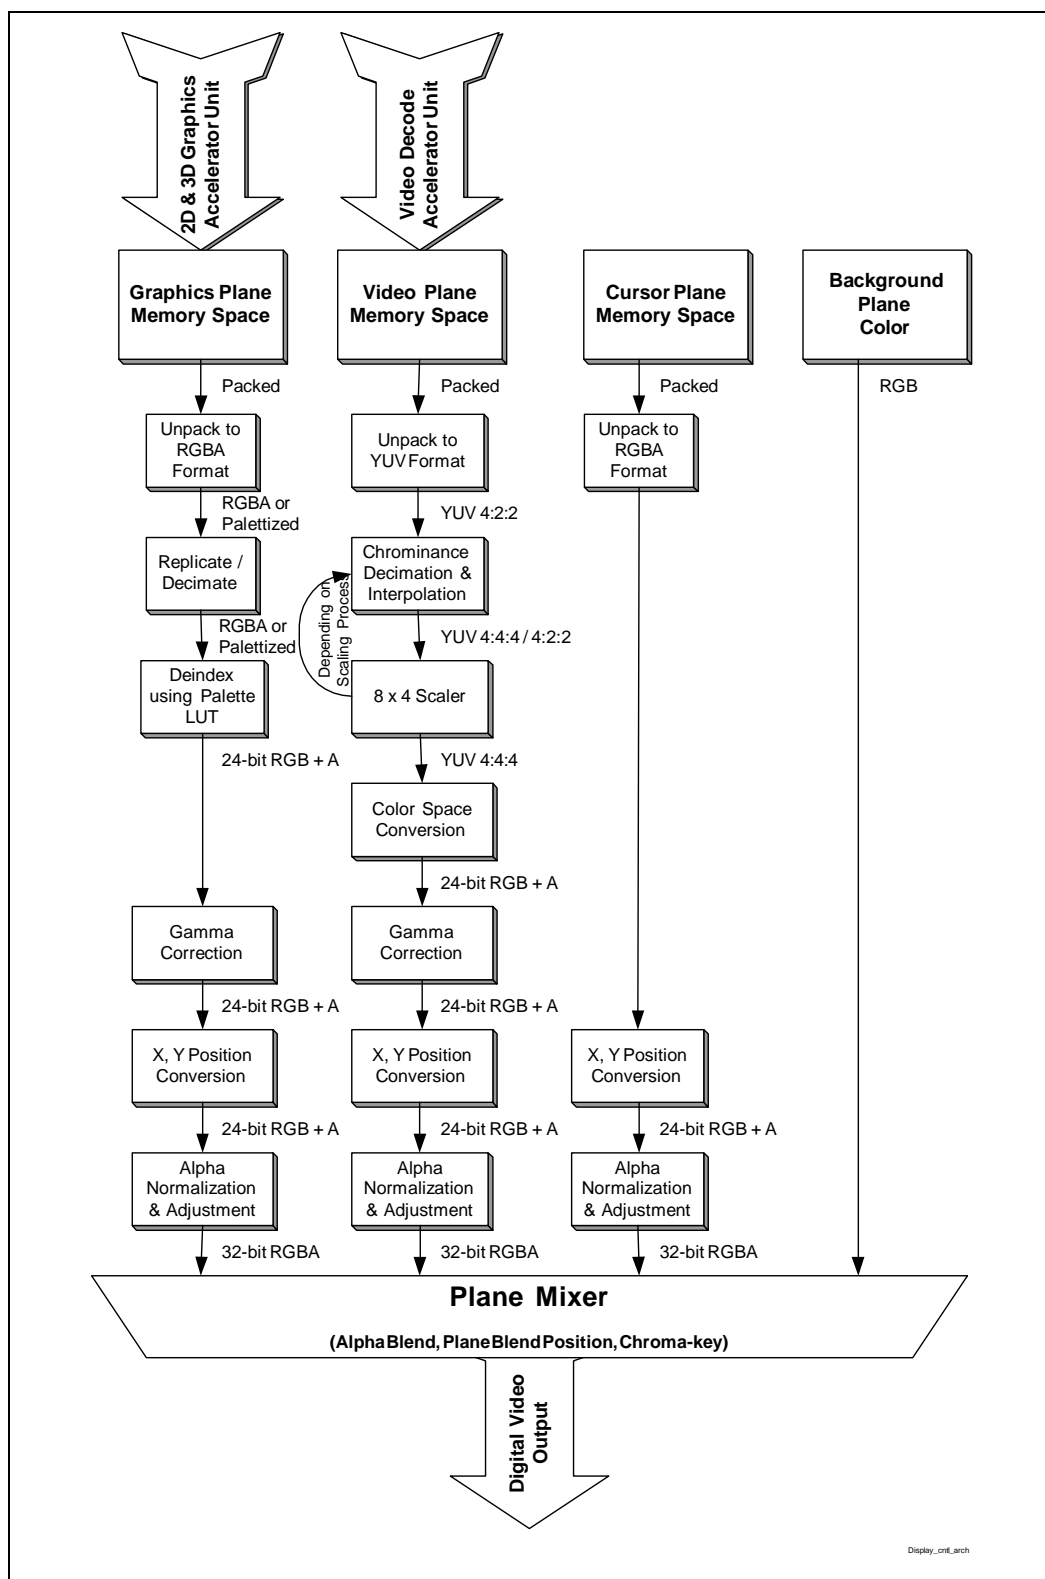 2D & 3D Graphics
Accelerator Unit
Video Decode
Accelerator Unit
Graphics Plane
Memory Space
Video Plane
Memory Space
Cursor Plane
Memory Space
Background
Plane
Color
Packed
Packed
Packed
RGB
Unpack to
RGBA
Format
Unpack to
YUV Format
Unpack to
RGBA
Format
RGBA or
Palettized
YUV 4:2:2
Replicate /
Decimate
Chrominance
Decimation &
Interpolation
Depending on
Scaling Process
RGBA or
Palettized
YUV 4:4:4 / 4:2:2
Deindex
using Palette
LUT
8 x 4 Scaler
24-bit RGB + A
YUV 4:4:4
Color Space
Conversion
24-bit RGB + A
Gamma
Correction
Gamma
Correction
24-bit RGB + A
24-bit RGB + A
X, Y Position
Conversion
X, Y Position
Conversion
X, Y Position
Conversion
24-bit RGB + A
24-bit RGB + A
24-bit RGB + A
Alpha
Normalization
& Adjustment
Alpha
Normalization
& Adjustment
Alpha
Normalization
& Adjustment
32-bit RGBA
32-bit RGBA
32-bit RGBA
Plane Mixer
(Alpha Blend, Plane Blend Position, Chroma-key)
Digital Video
Output
Display_cntl_arch